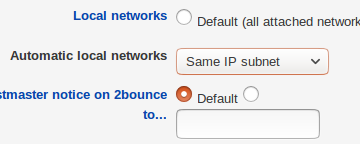 Local networks Default (all attached network
Automatic local networks Same IP subnet
stmaster notice on 2bounce Default
to...